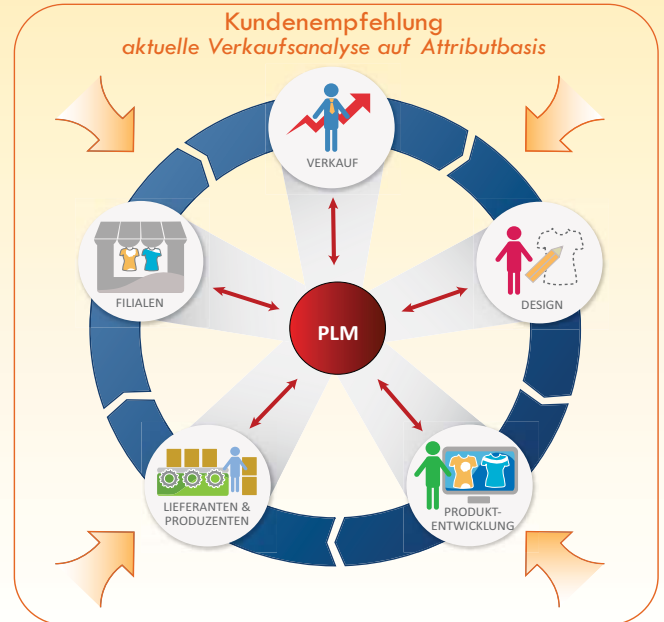 Kundenempfehlung
aktuelle Verkaufsanalyse auf Attributbasis
VERKAUF
FILIALEN
DESIGN
PLM
LIEFERANTEN &
PRODUZENTEN
PRODUKT-
ENTWICKLUNG